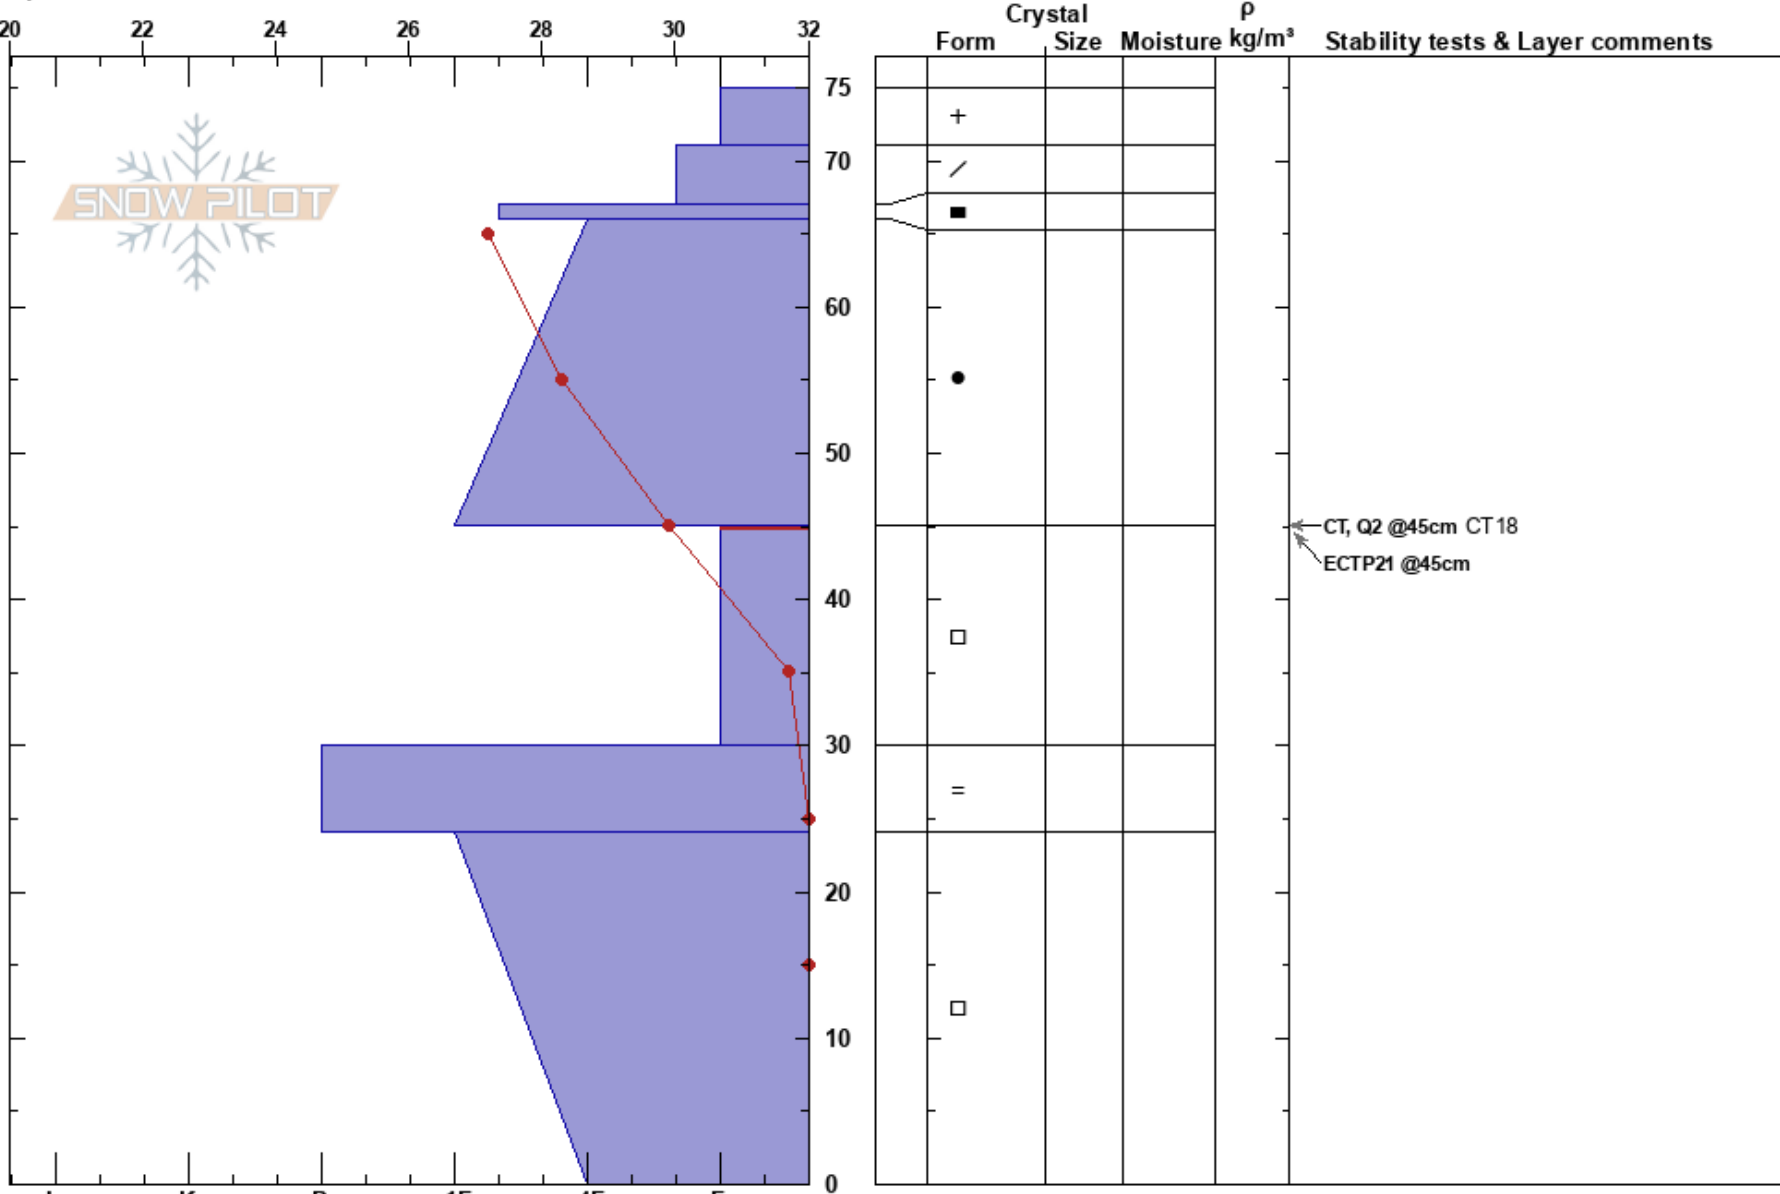 20 22 24 26 28 30 32
Crystal ρ
Form Size Moisture kg/m³ Stability tests & Layer comments
75
+
70
SNOW PILOT
60
50
CT, Q2 @45cm CT18
ECTP21 @45cm
40
30
=
20
10
0